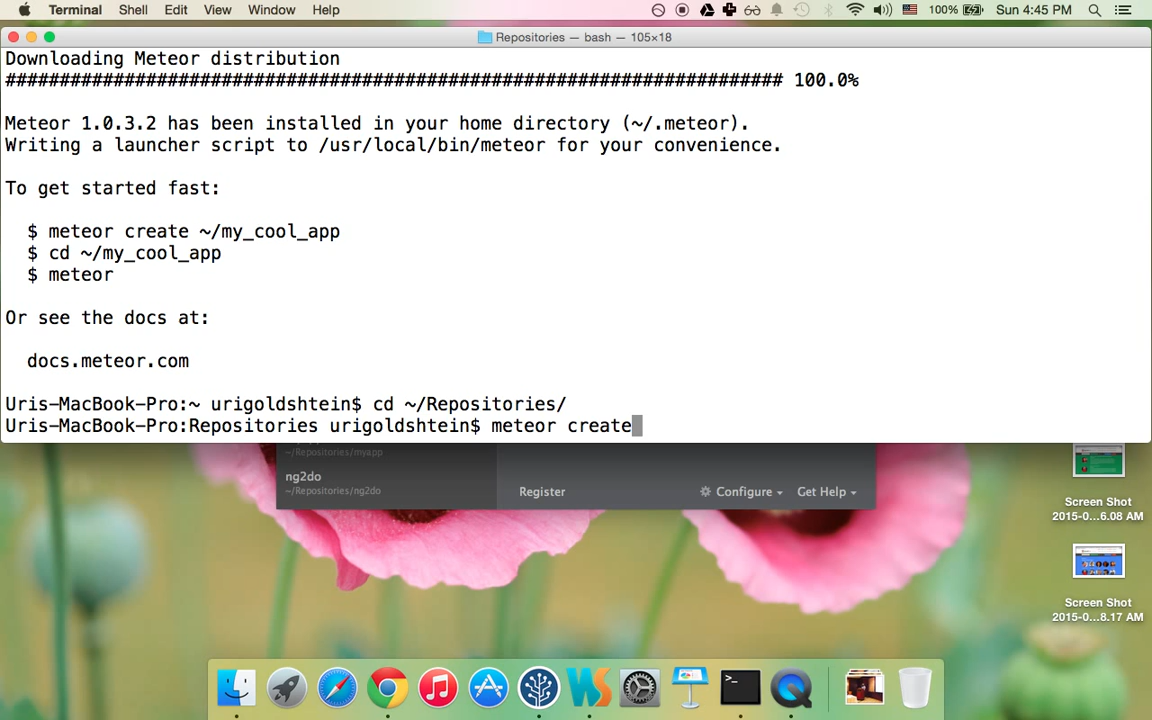 Terminal Shell Edit View Window Help 100% Sun 4:45 PM
Repositories — bash — 105×18
Downloading Meteor distribution
######################################################################## 100.0%
Meteor 1.0.3.2 has been installed in your home directory (~/.meteor).
Writing a launcher script to /usr/local/bin/meteor for your convenience.
To get started fast:
$ meteor create ~/my_cool_app
$ cd ~/my_cool_app
$ meteor
Or see the docs at:
docs.meteor.com
Uris-MacBook-Pro:~ urigoldshtein$ cd ~/Repositories/
Uris-MacBook-Pro:Repositories urigoldshtein$ meteor create
~/Repositories/myapp
ng2do
~/Repositories/ng2do
Register Configure Get Help
Screen Shot
2015-0...6.08 AM
Screen Shot
2015-0...8.17 AM
WS
>_